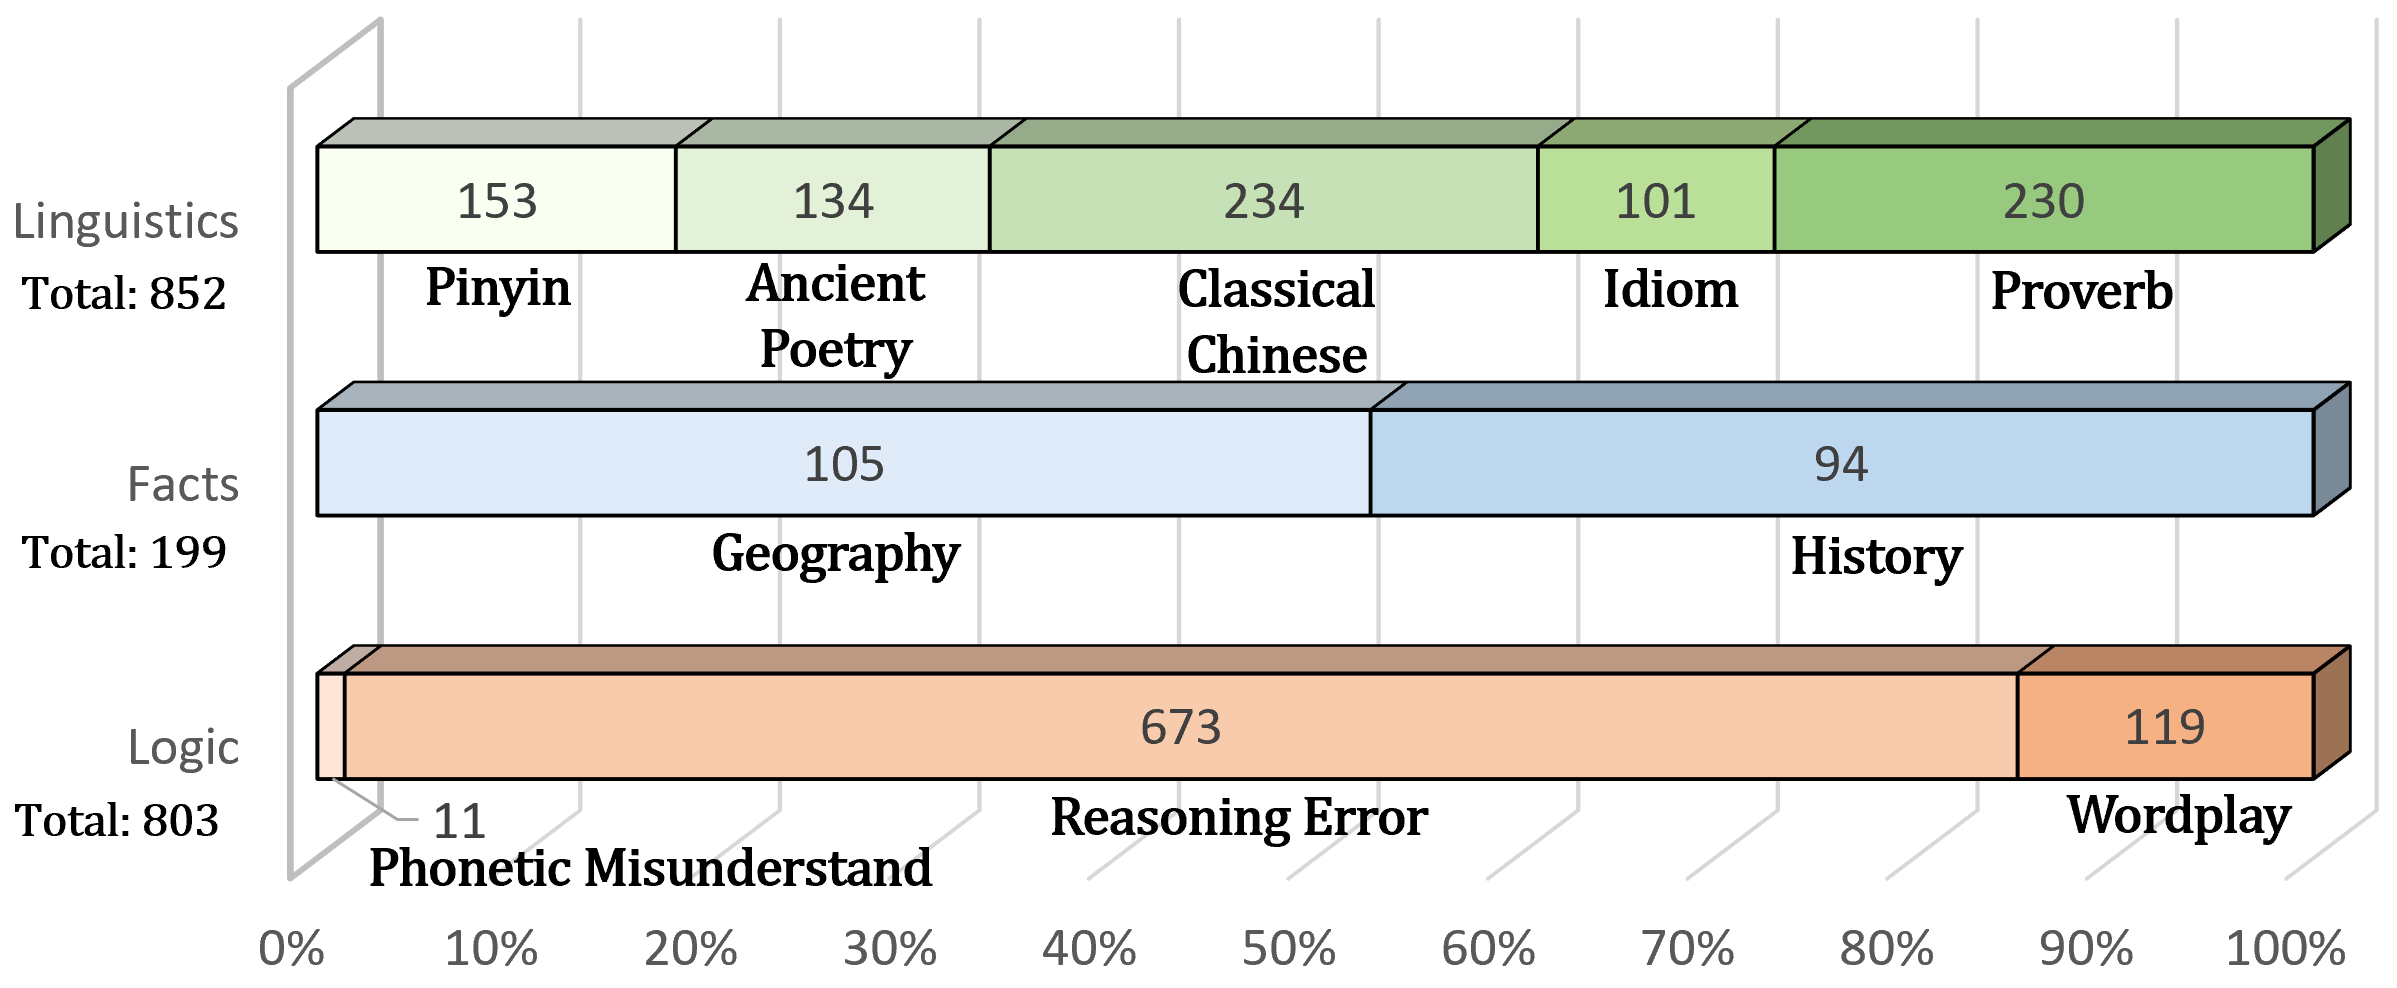 153 134 234 101 230
Linguistics
Total: 852
Pinyin Ancient Poetry Classical Chinese Idiom Proverb
105 94
Facts
Total: 199
Geography History
673 119
Logic
Total: 803
11
Phonetic Misunderstand
Reasoning Error
Wordplay
0% 10% 20% 30% 40% 50% 60% 70% 80% 90% 100%